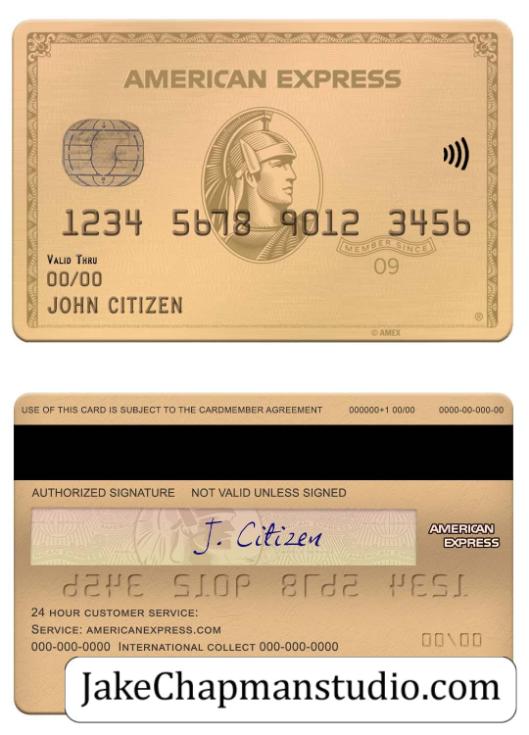 AMERICAN EXPRESS
1234 5678 9012 3456
MEMBER SINCE
VALID THRU
09
00/00
JOHN CITIZEN
© AMEX
®
USE OF THIS CARD IS SUBJECT TO THE CARDMEMBER AGREEMENT 000000+1 00/00 0000-00-000-00
AUTHORIZED SIGNATURE NOT VALID UNLESS SIGNED
J. Citizen
AMERICAN
EXPRESS
24 HOUR CUSTOMER SERVICE:
SERVICE: AMERICANEXPRESS.COM
000-000-0000 INTERNATIONAL COLLECT 000-000-0000
00\00
JakeChapmanstudio.com